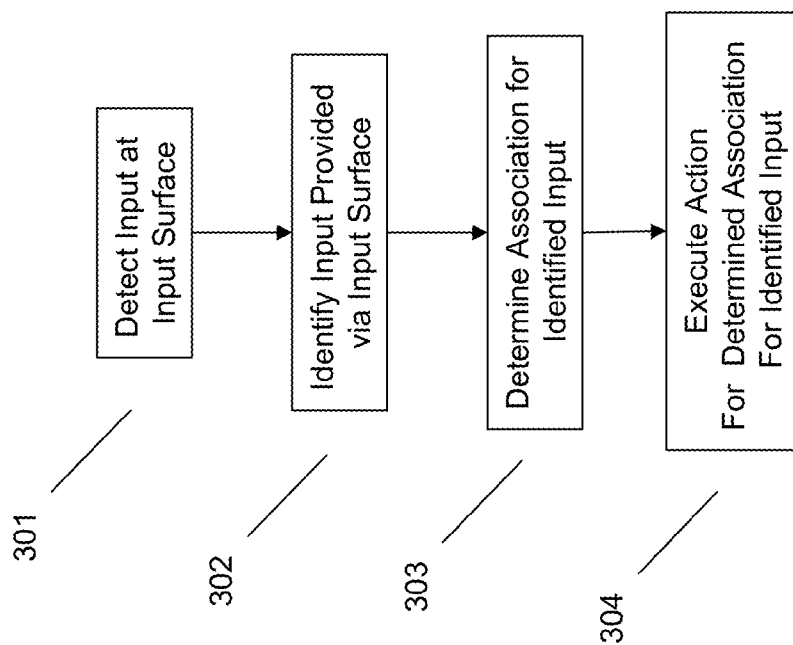 301
Detect Input at
Input Surface
302
Identify Input Provided
via Input Surface
303
Determine Association for
Identified Input
304
Execute Action
For Determined Association
For Identified Input